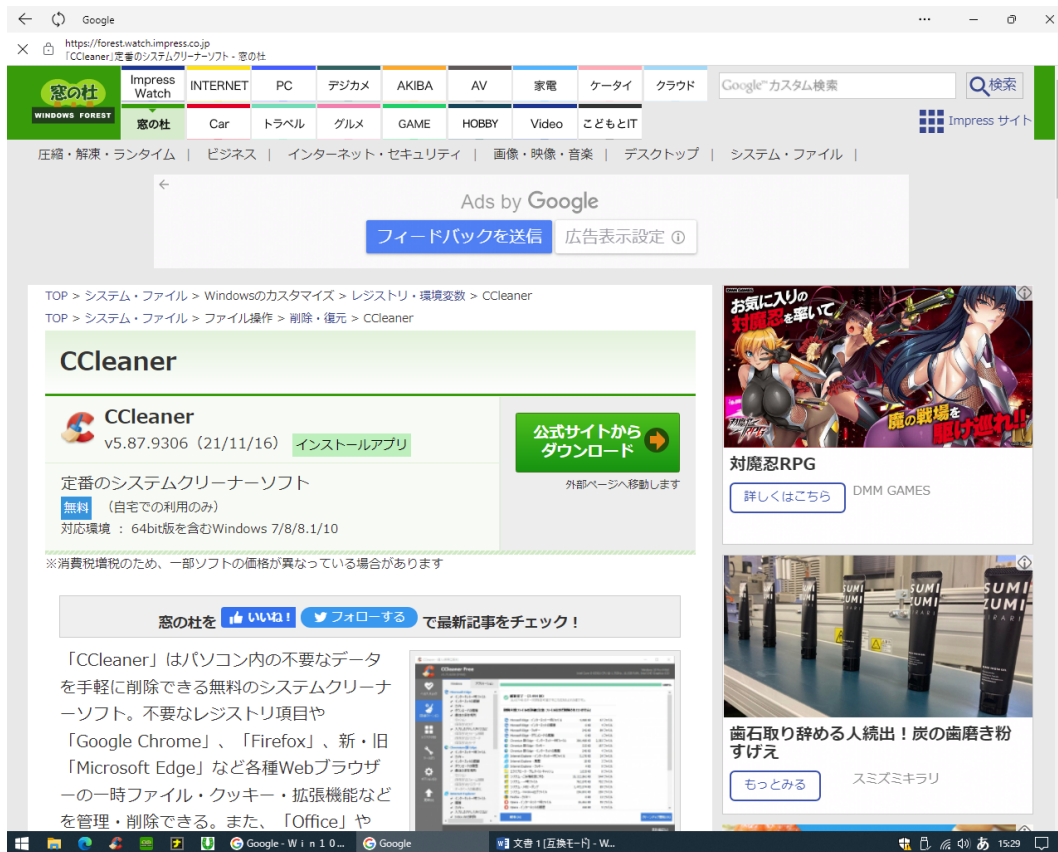 Google
https://forest.watch.impress.co.jp
「CCleaner」定番のシステムクリーナーソフト - 窓の杜
窓の杜
WINDOWS FOREST
Impress Watch
INTERNET
PC
デジカメ
AKIBA
AV
家電
ケータイ
クラウド
窓の杜
Car
トラベル
グルメ
GAME
HOBBY
Video
こどもとIT
Google カスタム検索
検索
Impress サイト
圧縮・解凍・ランタイム | ビジネス | インターネット・セキュリティ | 画像・映像・音楽 | デスクトップ | システム・ファイル |
Ads by Google
フィードバックを送信
広告表示設定
TOP > システム・ファイル > Windowsのカスタマイズ > レジストリ・環境変数 > CCleaner
TOP > システム・ファイル > ファイル操作 > 削除・復元 > CCleaner
CCleaner
CCleaner
v5.87.9306（21/11/16） インストールアプリ
定番のシステムクリーナーソフト
無料 （自宅での利用のみ）
対応環境 ： 64bit版を含むWindows 7/8/8.1/10
公式サイトから
ダウンロード
外部ページへ移動します
※消費税増税のため、一部ソフトの価格が異なっている場合があります
窓の杜を いいね! フォローする で最新記事をチェック！
「CCleaner」はパソコン内の不要なデータ
を手軽に削除できる無料のシステムクリーナ
ーソフト。不要なレジストリ項目や
「Google Chrome」、「Firefox」、新・旧
「Microsoft Edge」など各種Webブラウザ
ーの一時ファイル・クッキー・拡張機能など
を管理・削除できる。また、「Office」や
お気に入りの
対魔忍を率いて
魔の戦場を
駆け巡れ!!
対魔忍RPG
詳しくはこちら
DMM GAMES
SUMI
ZUMI
歯石取り辞める人続出！炭の歯磨き粉
すげえ
もっとみる
スミズミキラリ
Google - W i n 1 0...
Google
文書 1 [互換モード] - W...
あ
15:29